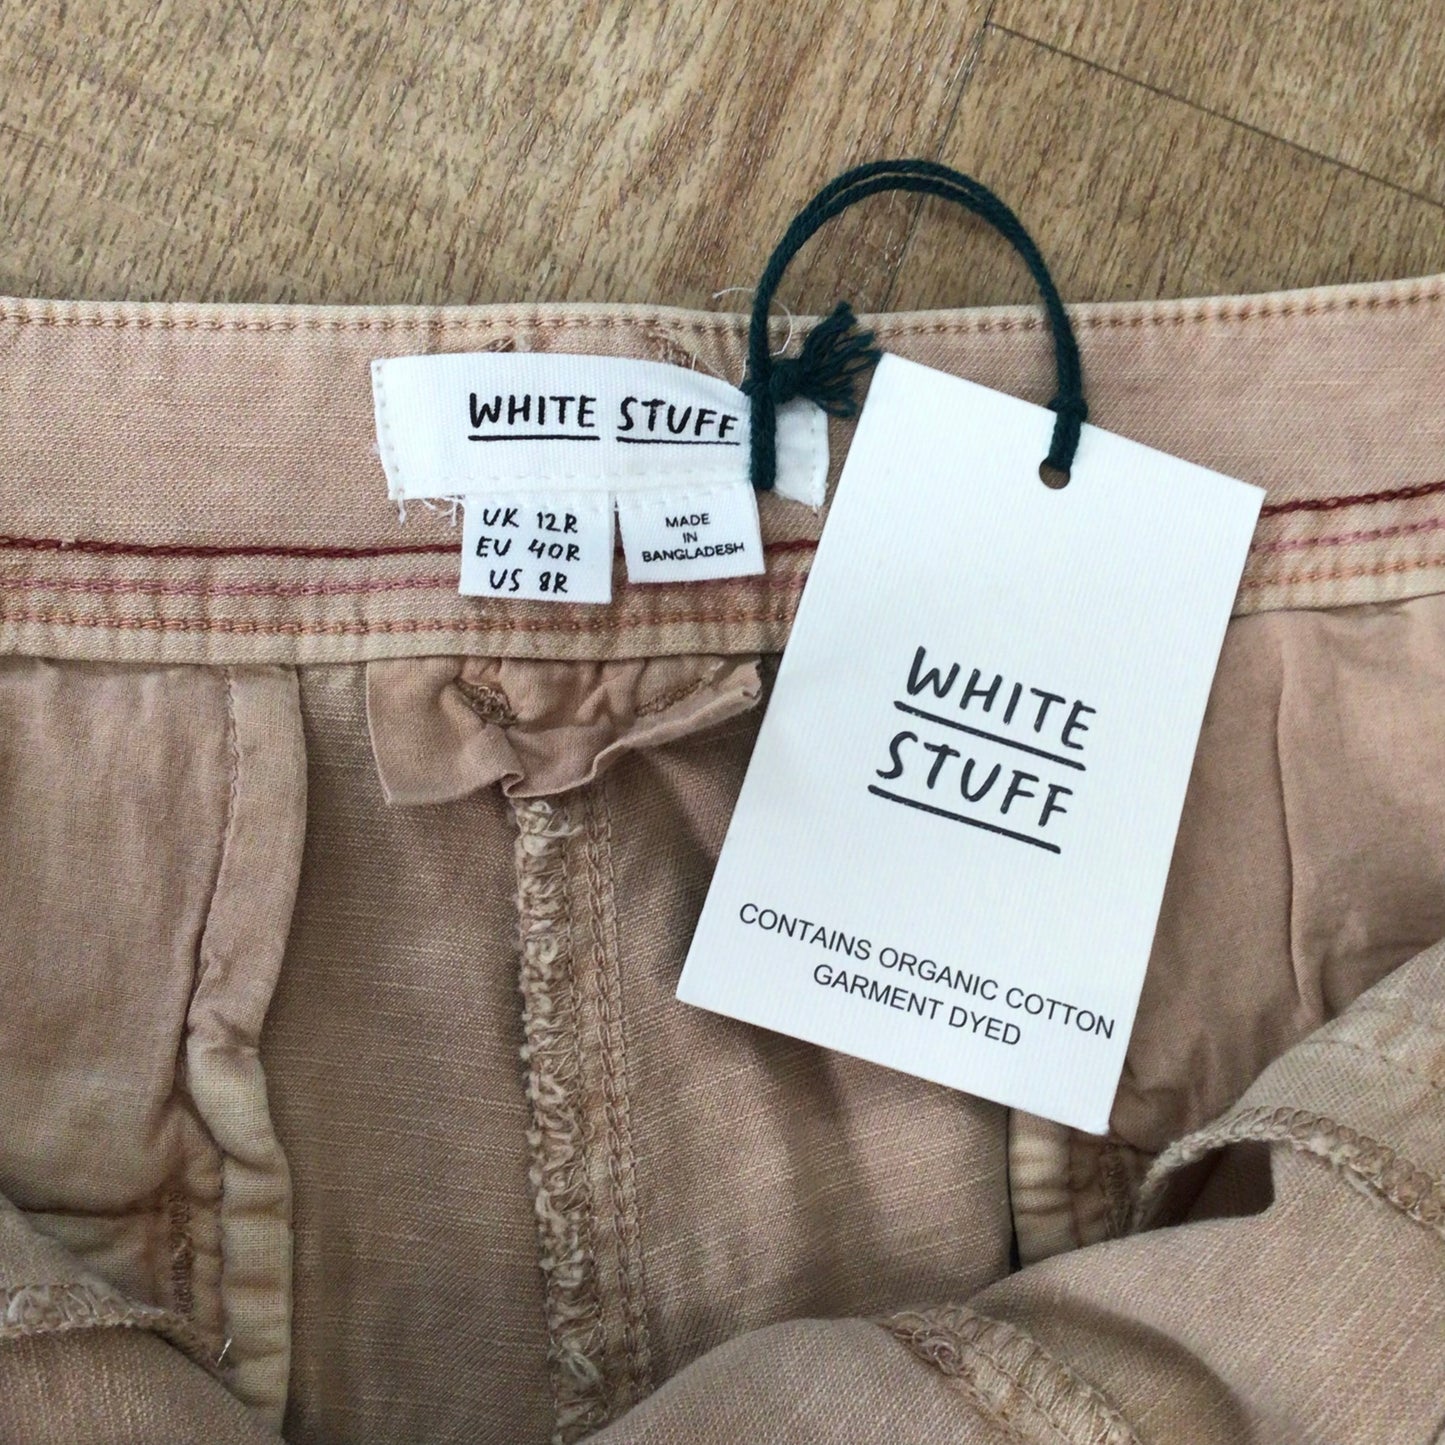 WHITE STUFF
UK 12R
EU 40R
US 8R
MADE
IN
BANGLADESH
WHITE
STUFF
CONTAINS ORGANIC COTTON
GARMENT DYED